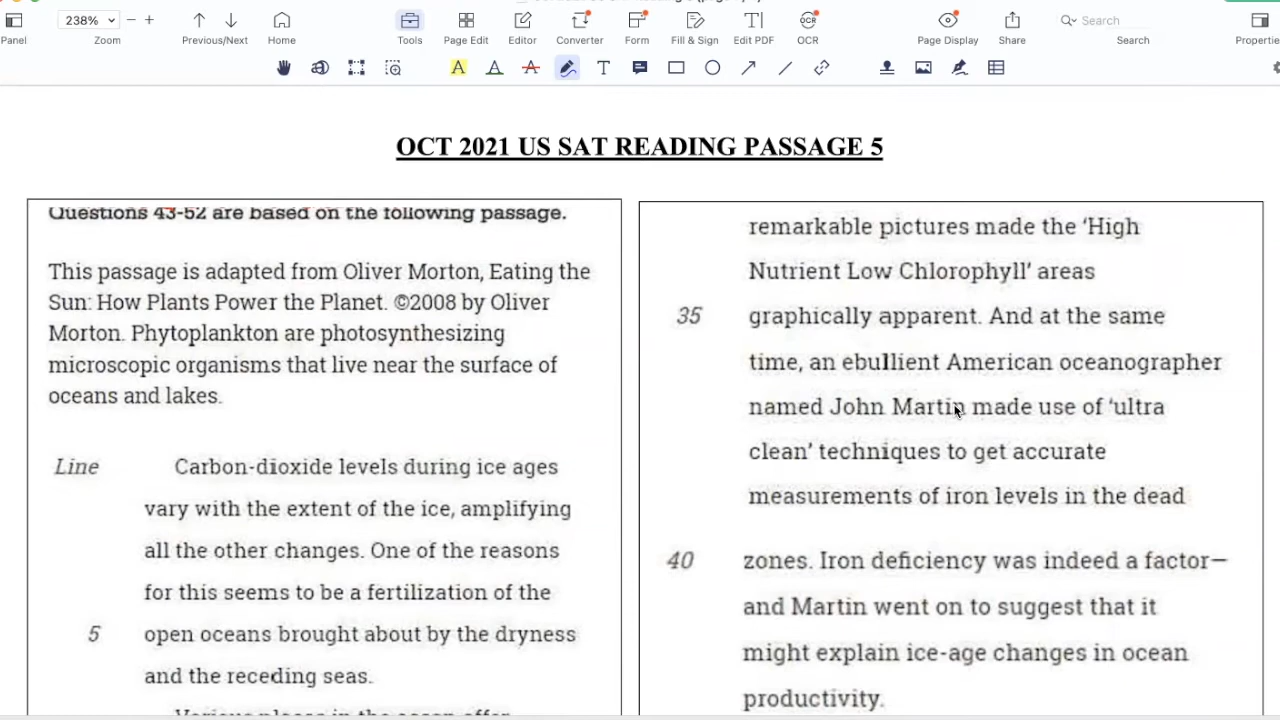 238%
Panel
Zoom
Previous/Next
Home
Tools
Page Edit
Editor
Converter
Form
Fill & Sign
Edit PDF
OCR
OCR
Page Display
Share
Search
Search
Propertie
A
A
A
T
OCT 2021 US SAT READING PASSAGE 5
Questions 43-52 are based on the following passage.
This passage is adapted from Oliver Morton, Eating the
Sun: How Plants Power the Planet. ©2008 by Oliver
Morton. Phytoplankton are photosynthesizing
microscopic organisms that live near the surface of
oceans and lakes.
Line Carbon-dioxide levels during ice ages
vary with the extent of the ice, amplifying
all the other changes. One of the reasons
for this seems to be a fertilization of the
5 open oceans brought about by the dryness
and the receding seas.
Various places in the ocean offer
remarkable pictures made the ‘High
Nutrient Low Chlorophyll’ areas
35 graphically apparent. And at the same
time, an ebullient American oceanographer
named John Martin made use of ‘ultra
clean’ techniques to get accurate
measurements of iron levels in the dead
40 zones. Iron deficiency was indeed a factor—
and Martin went on to suggest that it
might explain ice-age changes in ocean
productivity.